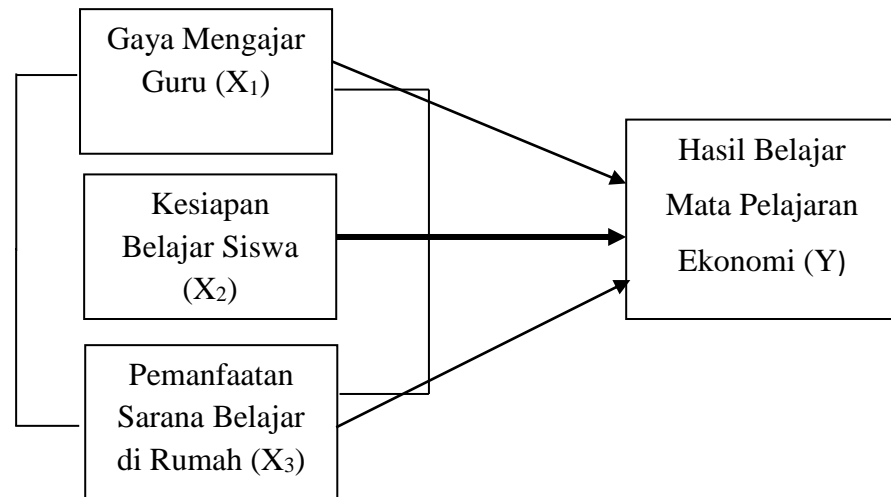 Gaya Mengajar
Guru (X₁)
Kesiapan
Belajar Siswa
(X₂)
Pemanfaatan
Sarana Belajar
di Rumah (X₃)
Hasil Belajar
Mata Pelajaran
Ekonomi (Y)